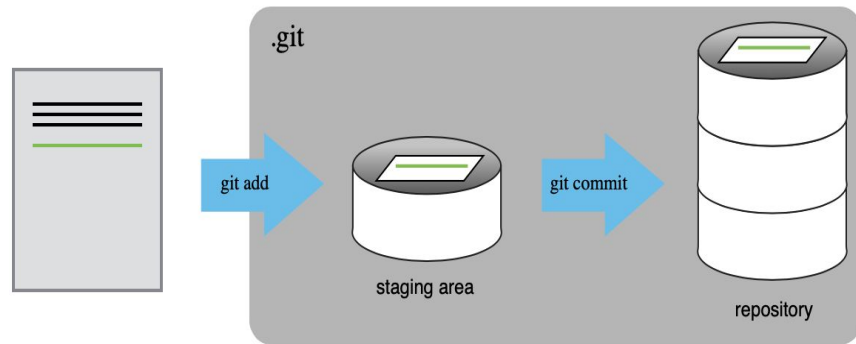 .git
git add
git commit
staging area
repository